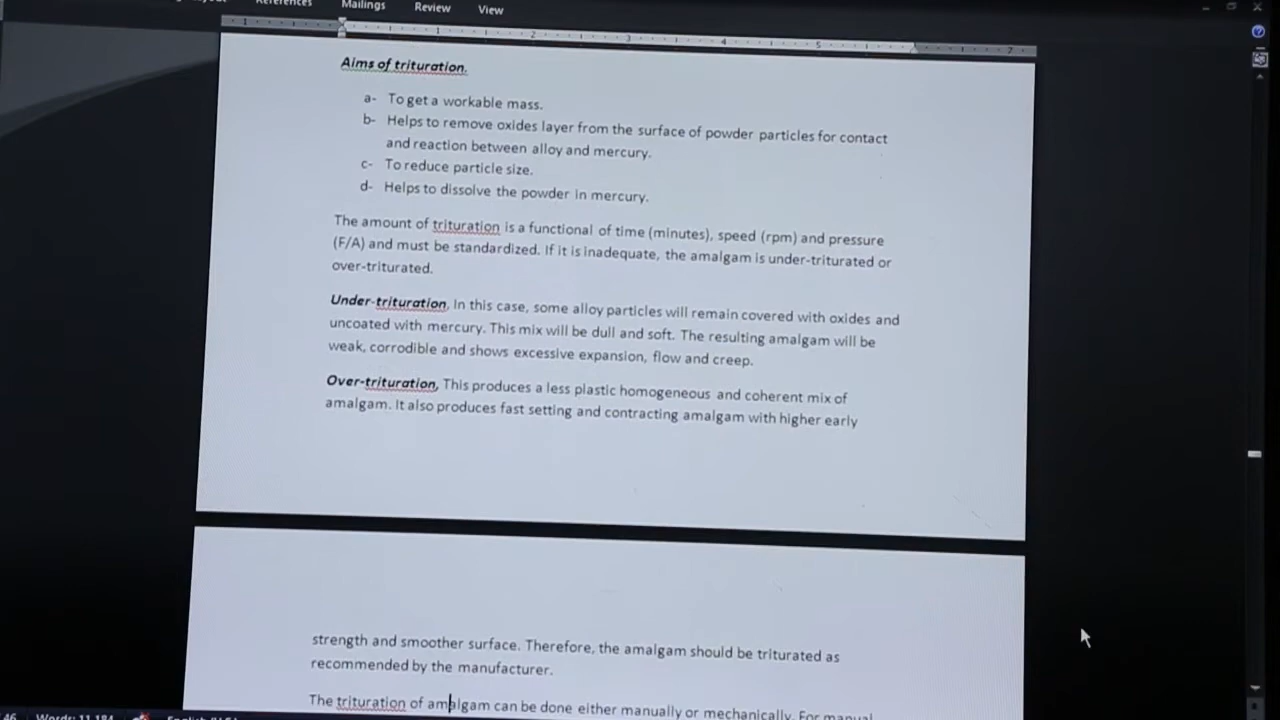 Mailings Review View
Aims of trituration.
a- To get a workable mass.
b- Helps to remove oxides layer from the surface of powder particles for contact
and reaction between alloy and mercury.
c- To reduce particle size.
d- Helps to dissolve the powder in mercury.
The amount of trituration is a functional of time (minutes), speed (rpm) and pressure
(F/A) and must be standardized. If it is inadequate, the amalgam is under-triturated or
over-triturated.
Under-trituration, In this case, some alloy particles will remain covered with oxides and
uncoated with mercury. This mix will be dull and soft. The resulting amalgam will be
weak, corrodible and shows excessive expansion, flow and creep.
Over-trituration, This produces a less plastic homogeneous and coherent mix of
amalgam. It also produces fast setting and contracting amalgam with higher early
strength and smoother surface. Therefore, the amalgam should be triturated as
recommended by the manufacturer.
The trituration of amalgam can be done either manually or mechanically. For manual
Words: 11,184